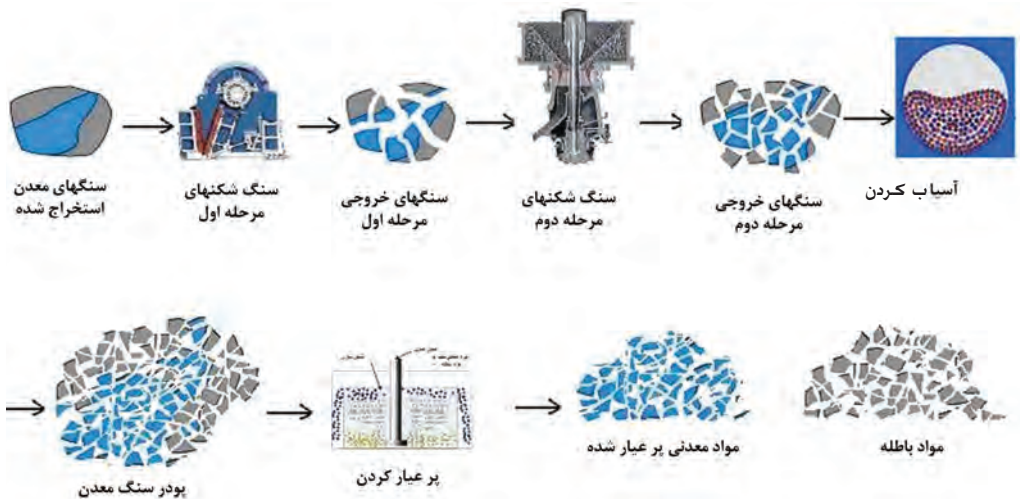 سنگهای معدن
استخراج شده
سنگ شکنهای
مرحله اول
سنگهای خروجی
مرحله اول
سنگ شکنهای
مرحله دوم
سنگهای خروجی
مرحله دوم
آسیاب کردن
پودر سنگ معدن
پر عیار کردن
مواد معدنی پر عیار شده
مواد باطله